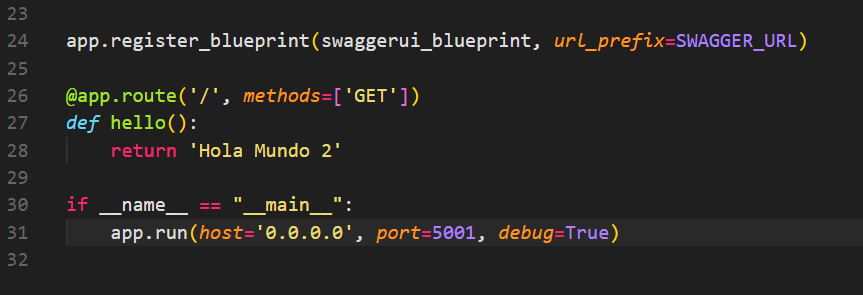 23
24 app.register_blueprint(swaggerui_blueprint, url_prefix=SWAGGER_URL)
25
26 @app.route('/', methods=['GET'])
27 def hello():
28     return 'Hola Mundo 2'
29
30 if __name__ == "__main__":
31     app.run(host='0.0.0.0', port=5001, debug=True)
32